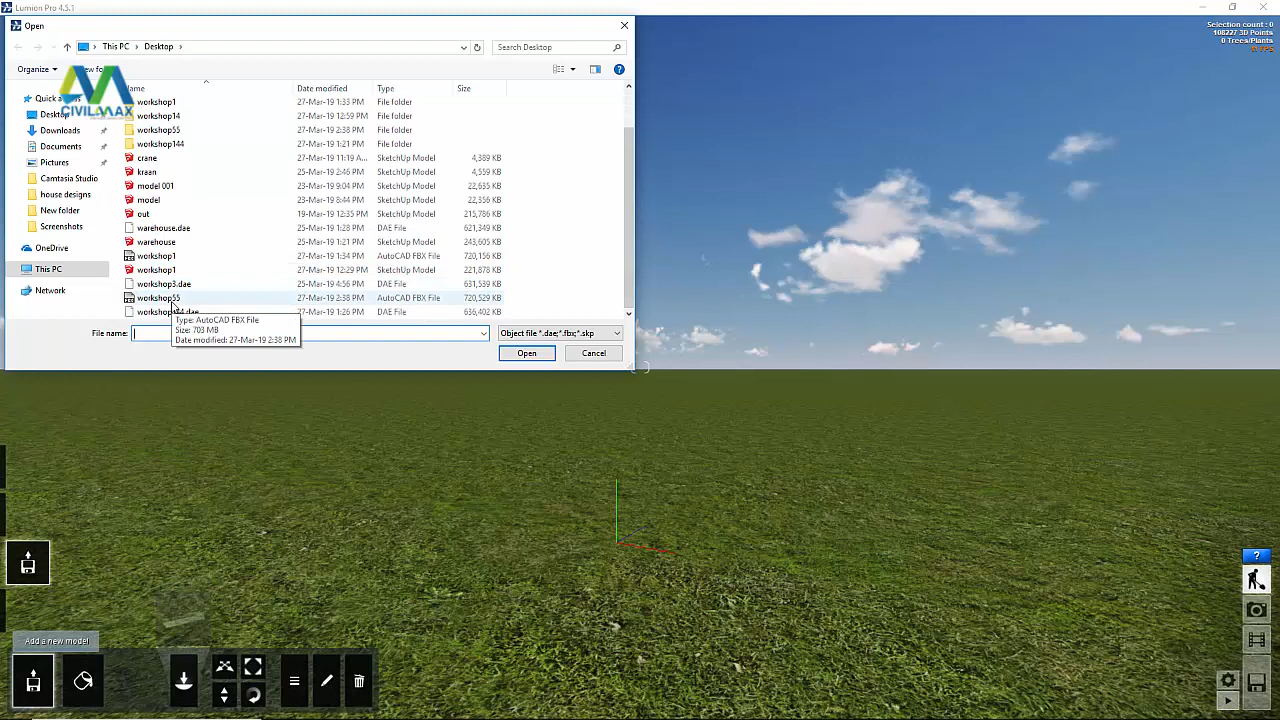 Lumion Pro 4.5.1
Open
This PC > Desktop >
Search Desktop
Organize
Name Date modified Type Size
workshop1 27-Mar-19 1:33 PM File folder
workshop14 27-Mar-19 12:59 PM File folder
workshop55 27-Mar-19 2:38 PM File folder
workshop144 27-Mar-19 1:21 PM File folder
crane 27-Mar-19 11:19 A... SketchUp Model 4,389 KB
kraan 25-Mar-19 2:46 PM SketchUp Model 4,559 KB
model 001 23-Mar-19 9:04 PM SketchUp Model 22,635 KB
model 23-Mar-19 8:44 PM SketchUp Model 22,356 KB
out 19-Mar-19 12:35 PM SketchUp Model 215,786 KB
warehouse.dae 25-Mar-19 1:28 PM DAE File 621,349 KB
warehouse 25-Mar-19 1:21 PM SketchUp Model 243,605 KB
workshop1 27-Mar-19 1:34 PM AutoCAD FBX File 720,156 KB
workshop1 27-Mar-19 12:29 PM SketchUp Model 221,878 KB
workshop3.dae 25-Mar-19 4:56 PM DAE File 631,539 KB
workshop55 27-Mar-19 2:38 PM AutoCAD FBX File 720,529 KB
27-Mar-19 1:26 PM DAE File 636,402 KB
Quick
Desktop
Downloads
Documents
Pictures
Camtasia Studio
house designs
New folder
Screenshots
OneDrive
This PC
Network
CIVILMAX
Type: AutoCAD FBX File
Size: 703 MB
Date modified: 27-Mar-19 2:38 PM
File name:
Object file *.dae;*.fbx;*.skp
Open Cancel
Selection count : 0
108227 3D Points
0 Trees/Plants
?
Add a new model